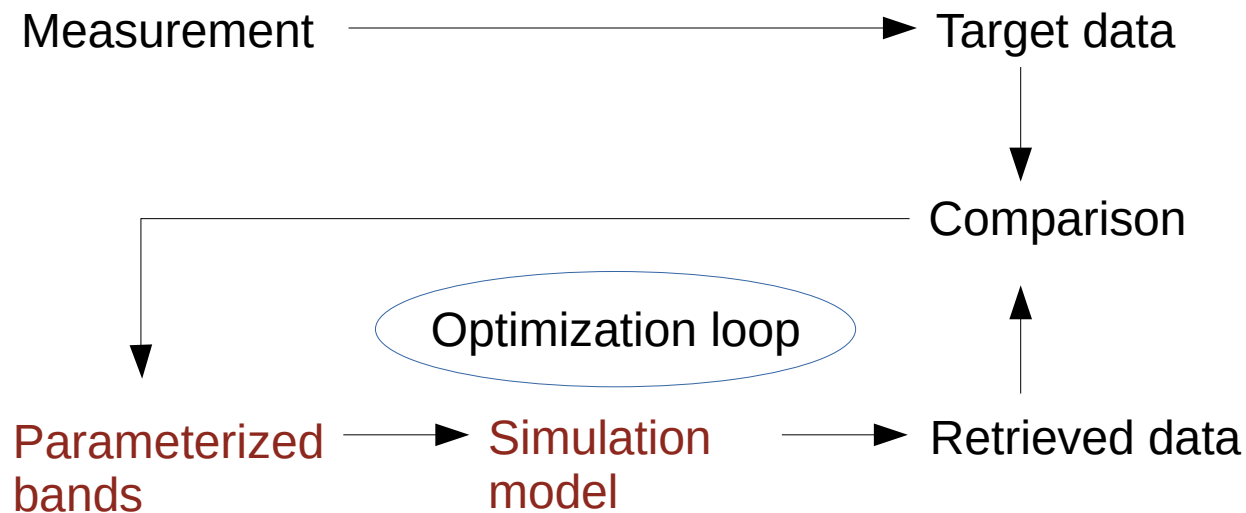 Measurement
Target data
Comparison
Optimization loop
Parameterized
bands
Simulation
model
Retrieved data